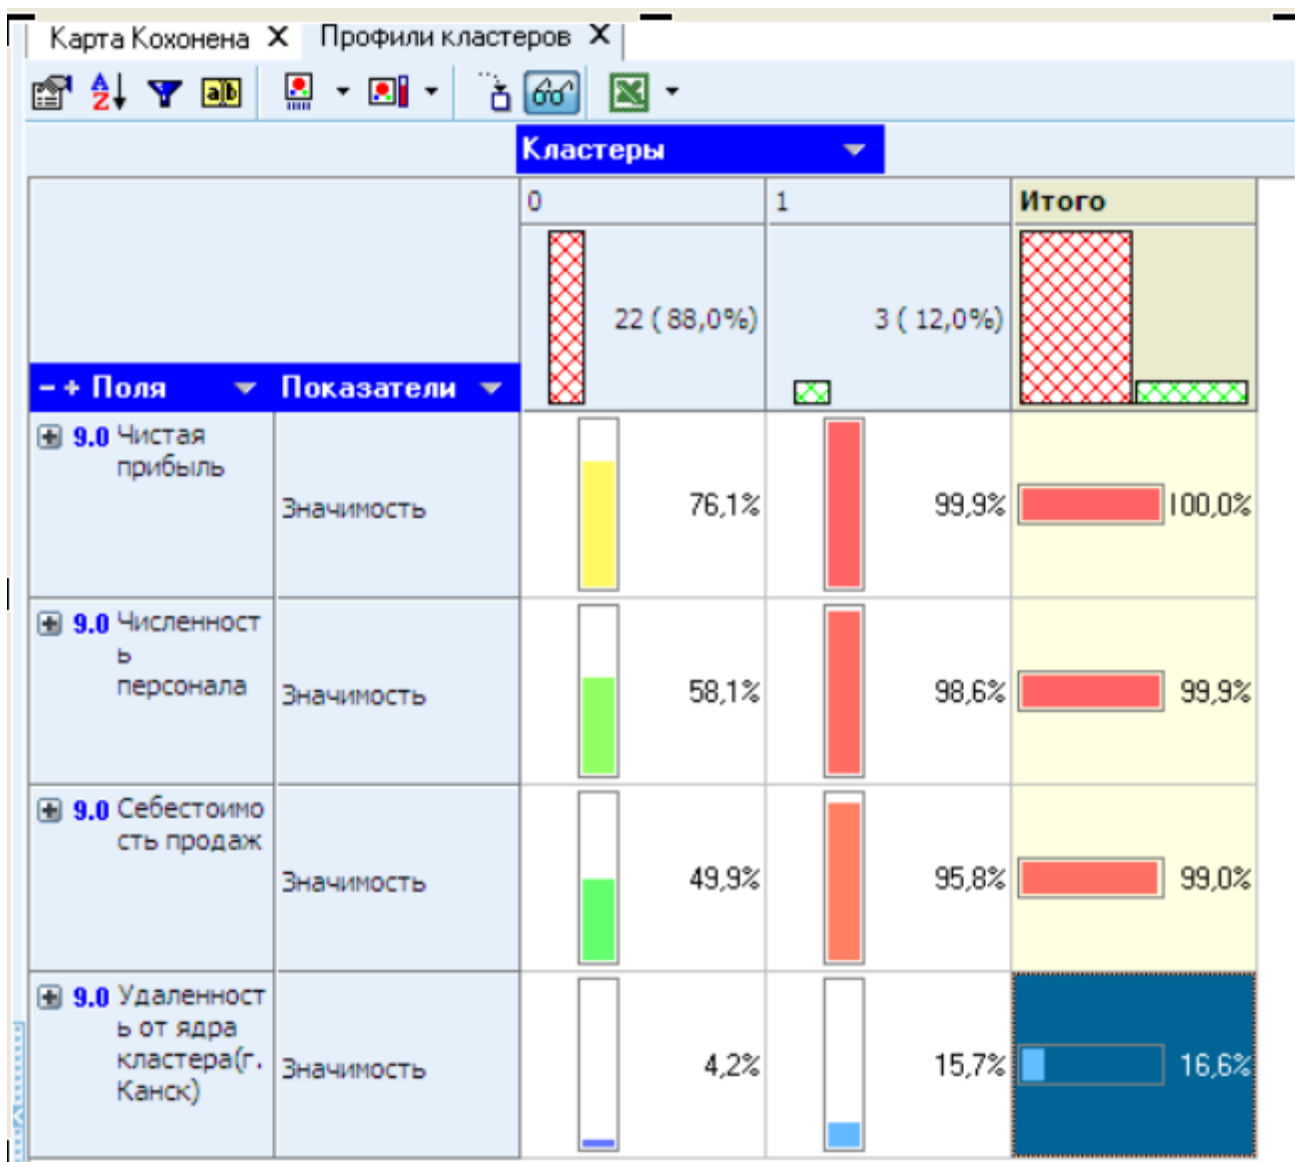 Карта Кохонена X Профили кластеров X
Кластеры
0 1 Итого
22 ( 88,0%) 3 ( 12,0%)
- + Поля Показатели
9.0 Чистая
прибыль
Значимость 76,1% 99,9% 100,0%
9.0 Численност
ь
персонала
Значимость 58,1% 98,6% 99,9%
9.0 Себестоимо
сть продаж
Значимость 49,9% 95,8% 99,0%
9.0 Удаленност
ь от ядра
кластера(г.
Канск)
Значимость 4,2% 15,7% 16,6%